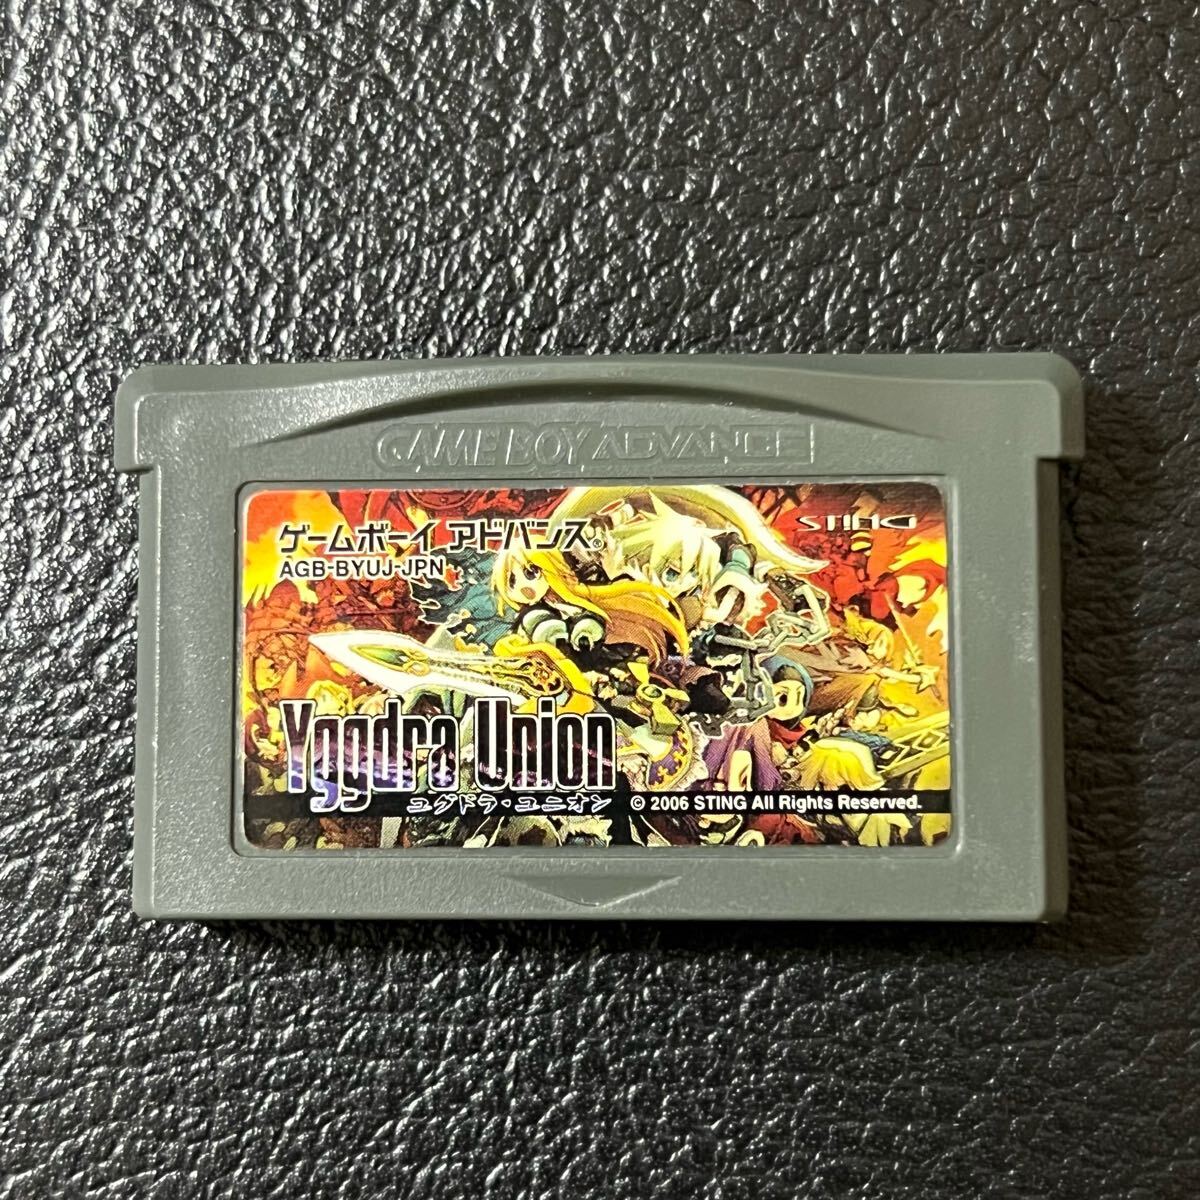 GAME BOY ADVANCE
ゲームボーイ アドバンス®
STING
AGB-BYUJ-JPN
Yggdra Union
ユグドラ・ユニオン © 2006 STING All Rights Reserved.